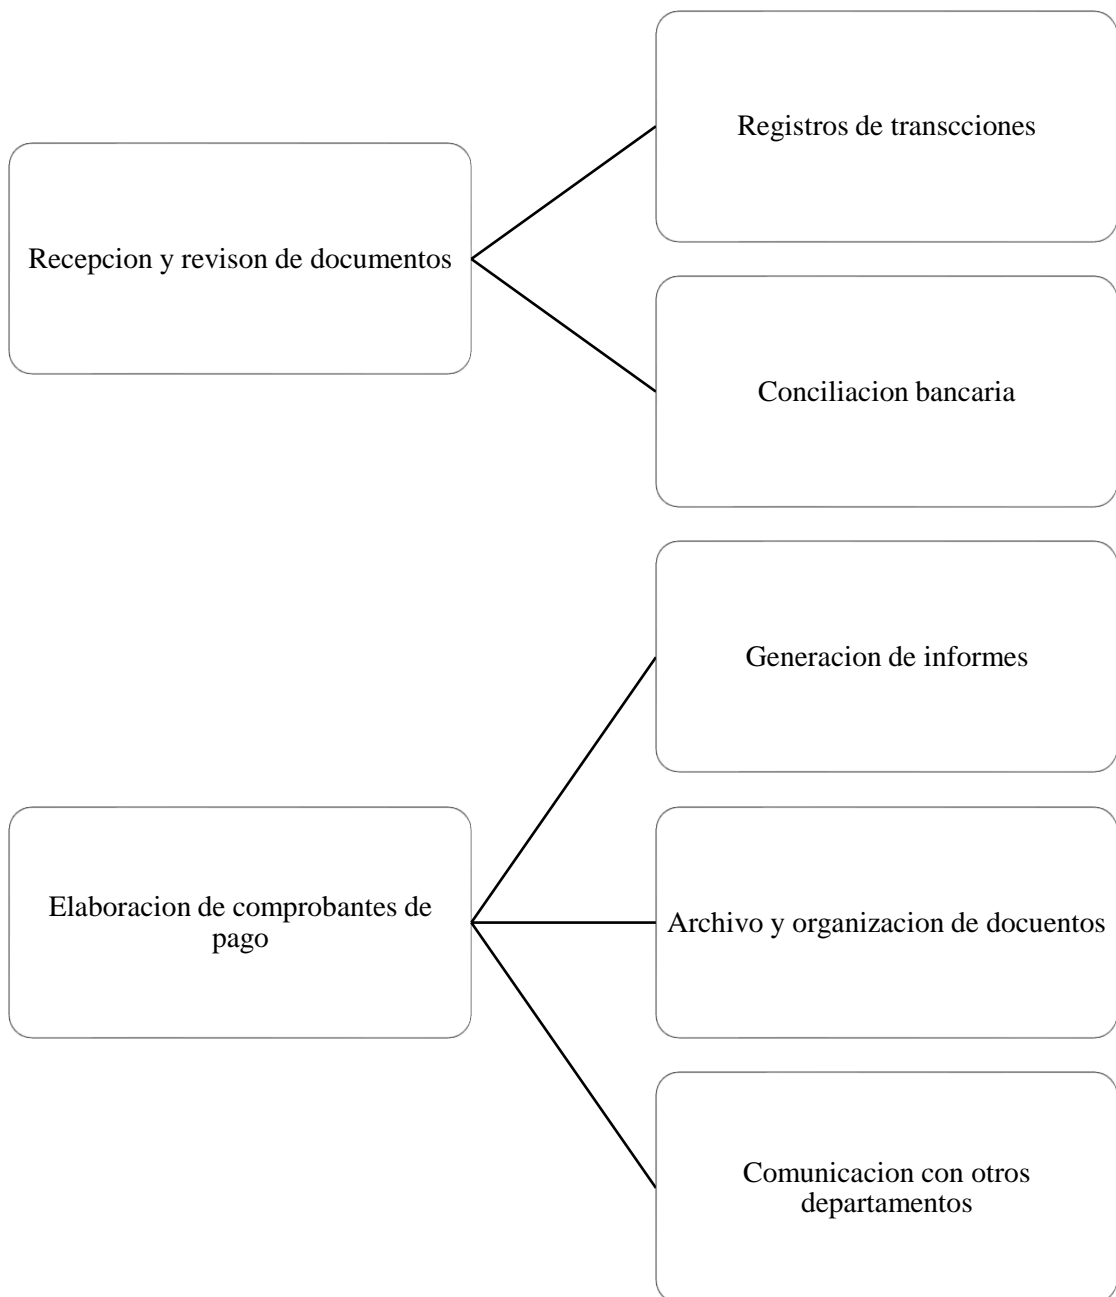 Recepcion y revison de documentos
Registros de transcciones
Conciliacion bancaria
Elaboracion de comprobantes de
pago
Generacion de informes
Archivo y organizacion de docuentos
Comunicacion con otros
departamentos